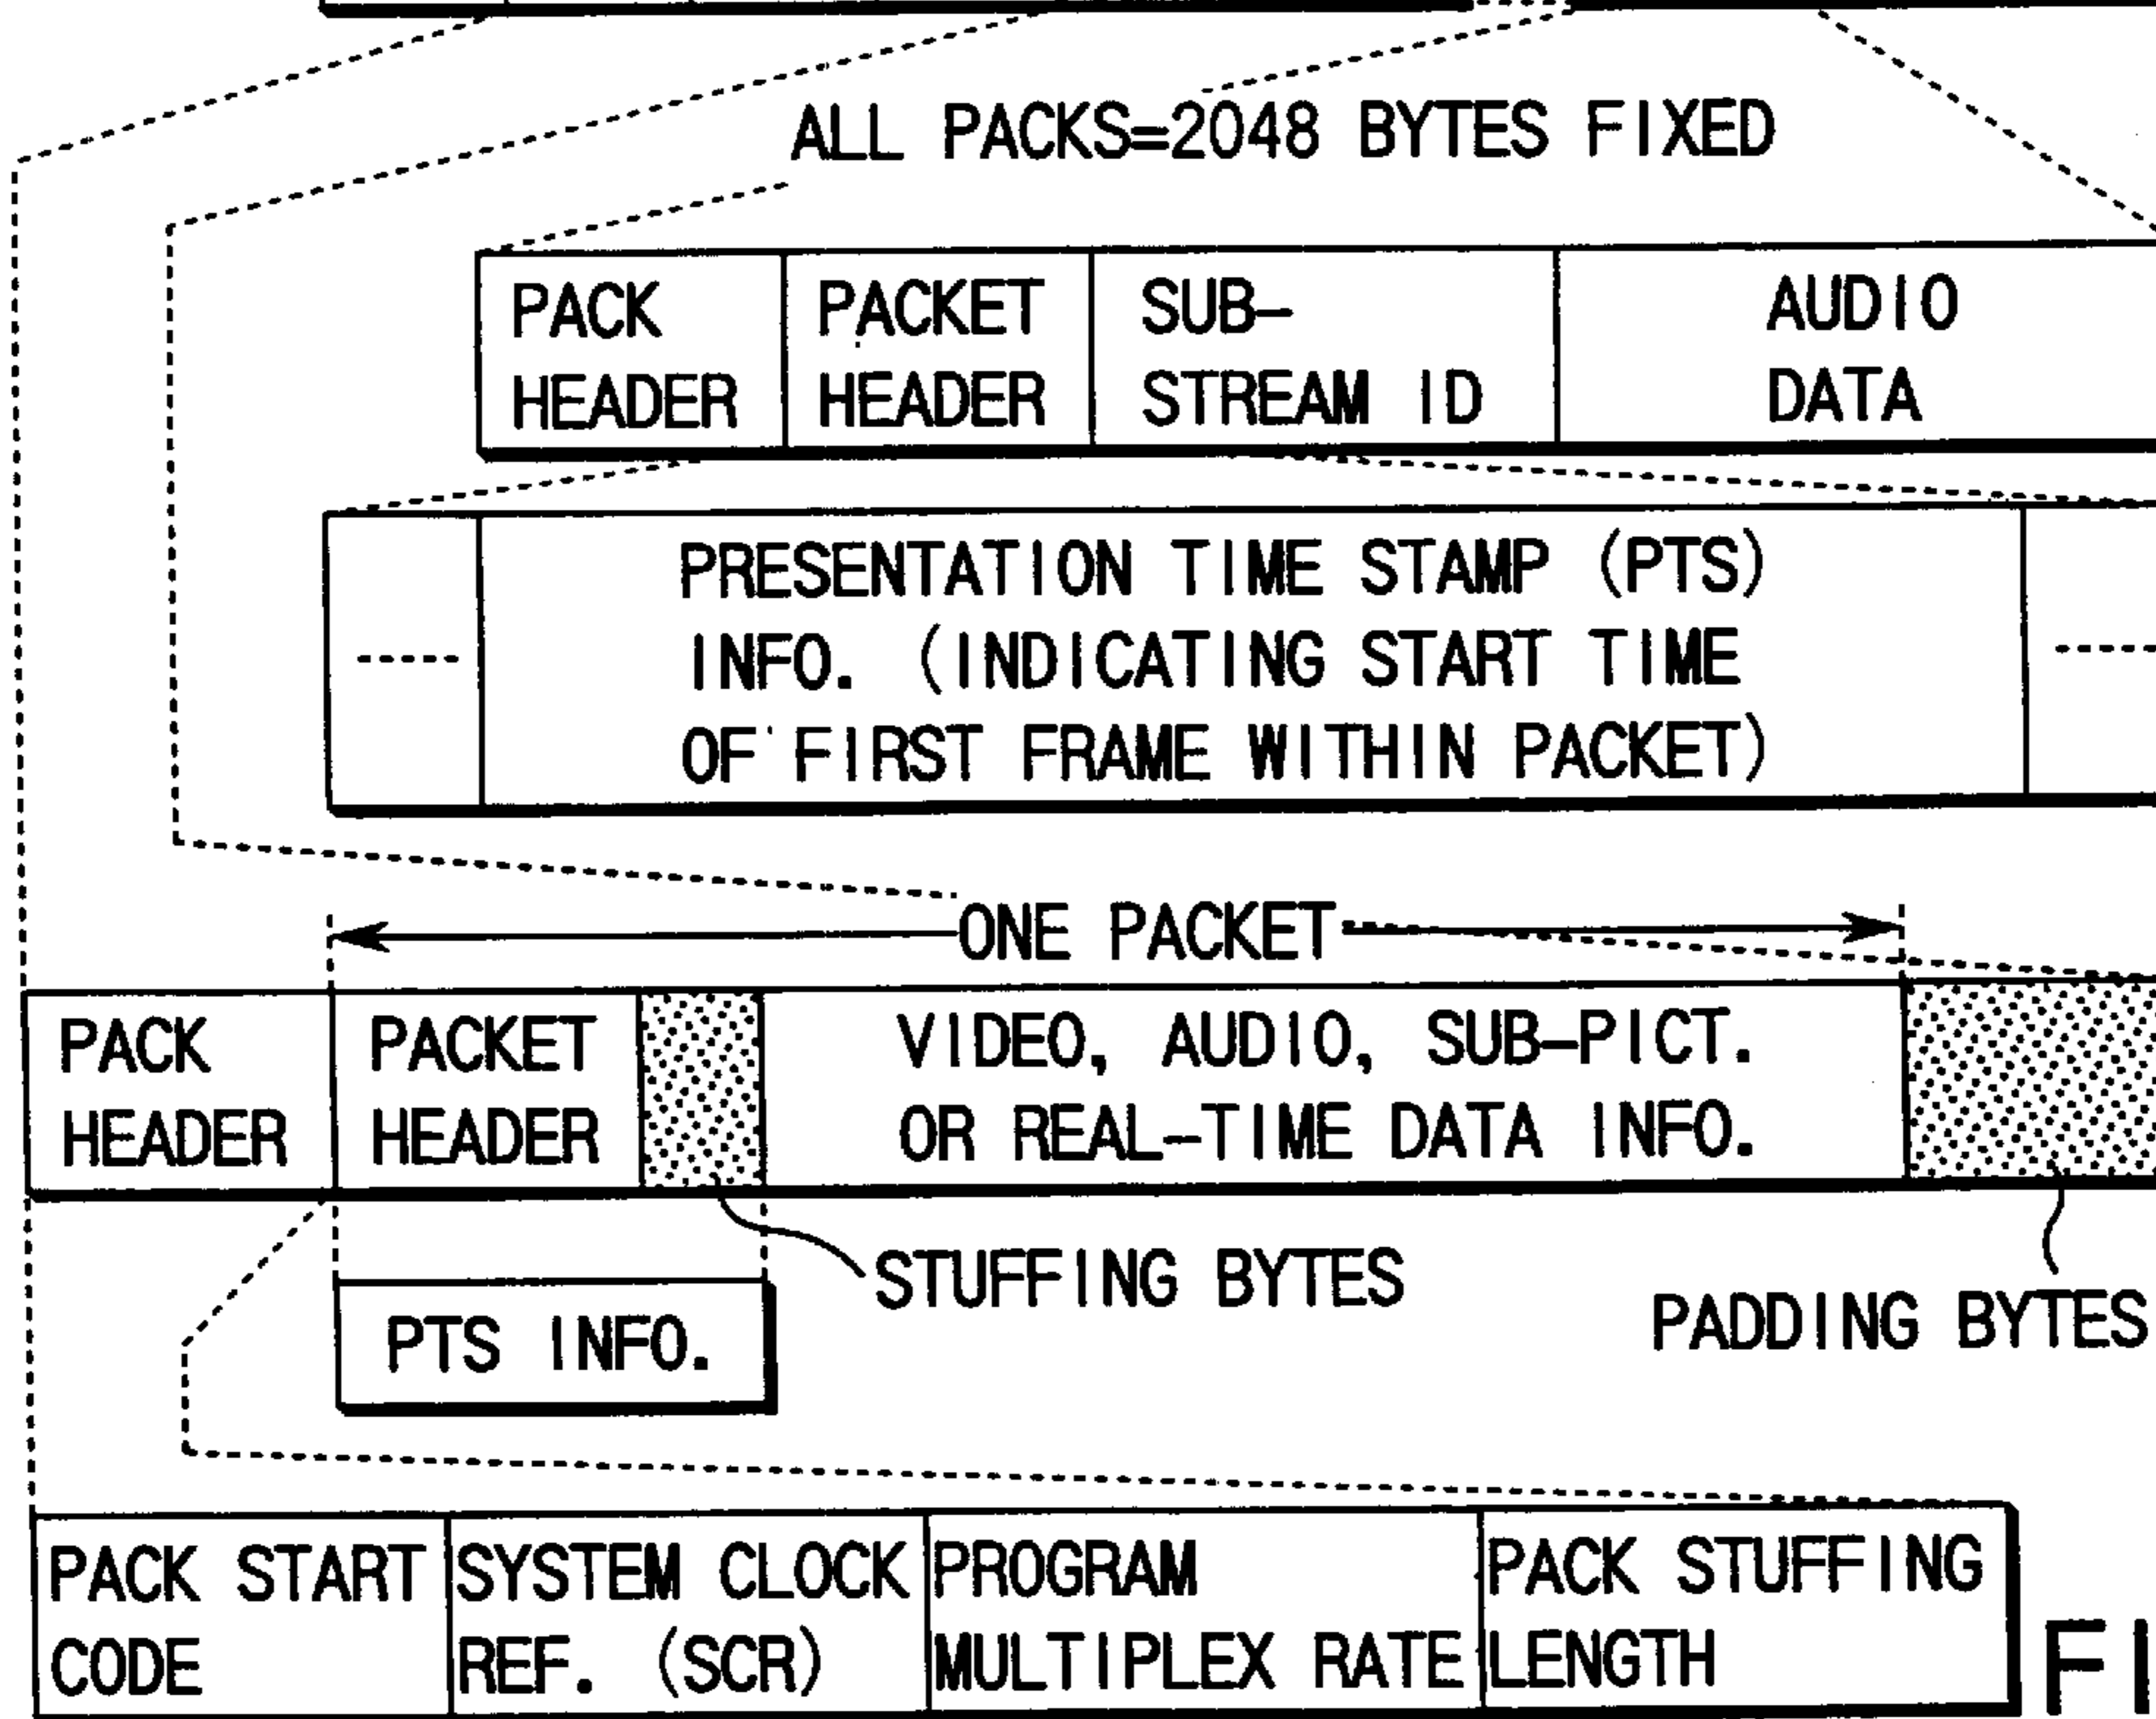 ALL PACKS=2048 BYTES FIXED
PACK
HEADER
PACKET
HEADER
SUB-
STREAM ID
AUDIO
DATA
PRESENTATION TIME STAMP (PTS)
INFO. (INDICATING START TIME
OF FIRST FRAME WITHIN PACKET)
ONE PACKET
PACK
HEADER
PACKET
HEADER
VIDEO, AUDIO, SUB-PICT.
OR REAL-TIME DATA INFO.
STUFFING BYTES
PADDING BYTES
PTS INFO.
PACK START
CODE
SYSTEM CLOCK
REF. (SCR)
PROGRAM
MULTIPLEX RATE
PACK STUFFING
LENGTH